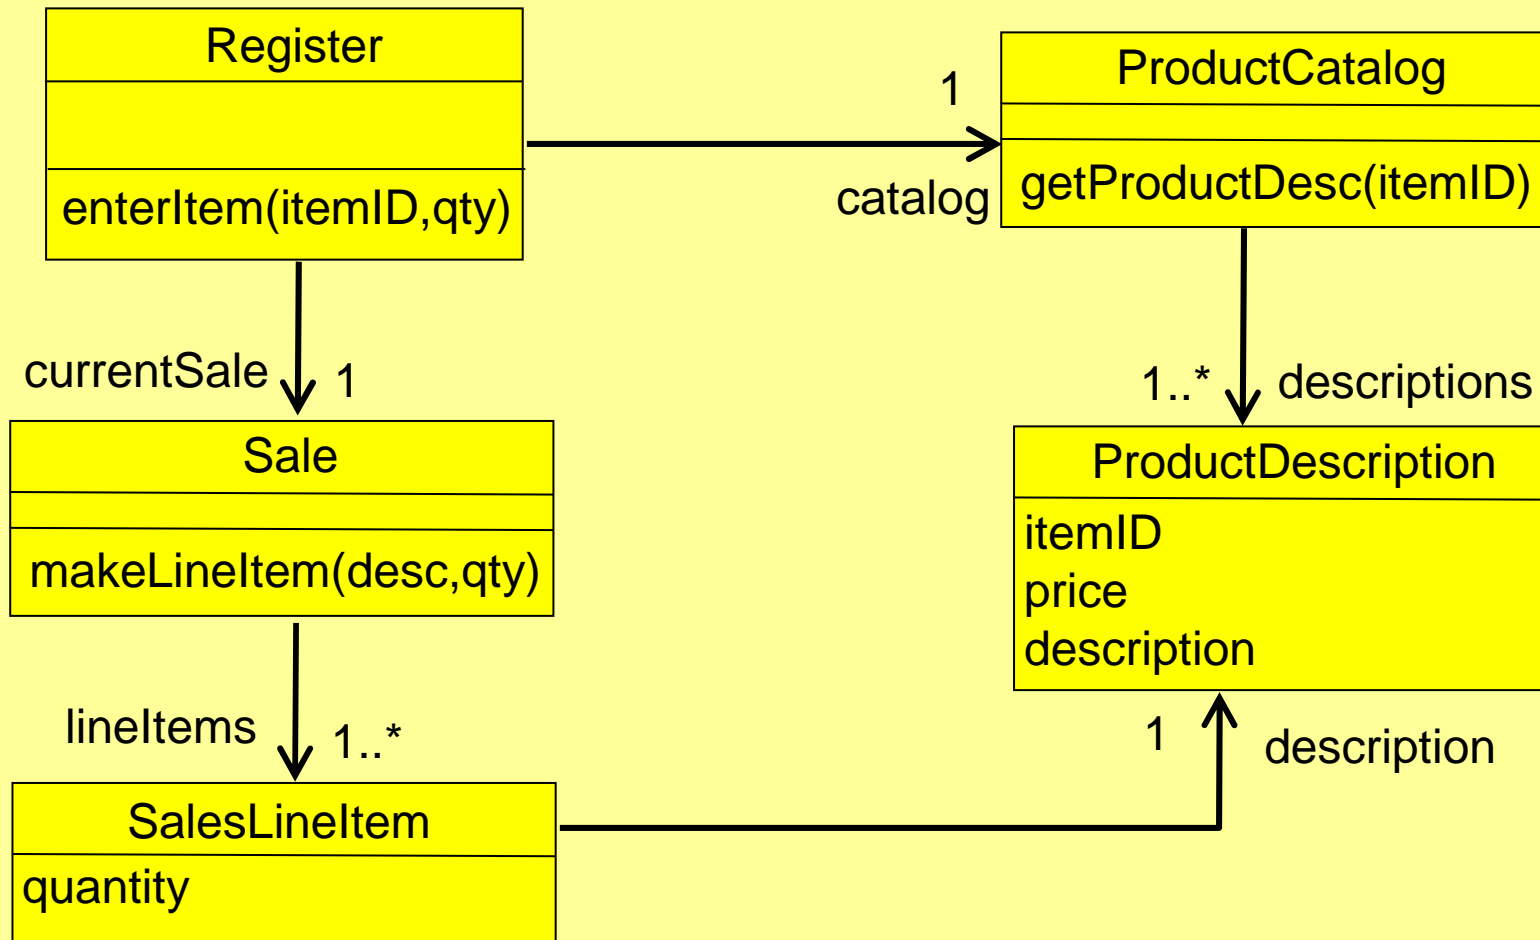 Register
enterItem(itemID,qty)
1
catalog
ProductCatalog
getProductDesc(itemID)
currentSale
1
1..*
descriptions
Sale
makeLineItem(desc,qty)
ProductDescription
itemID
price
description
lineItems
1..*
1
description
SalesLineItem
quantity